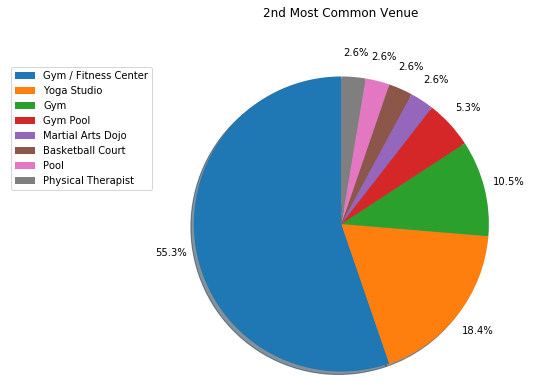 2nd Most Common Venue
Gym / Fitness Center
Yoga Studio
Gym
Gym Pool
Martial Arts Dojo
Basketball Court
Pool
Physical Therapist
2.6%
2.6%
2.6%
2.6%
5.3%
10.5%
18.4%
55.3%